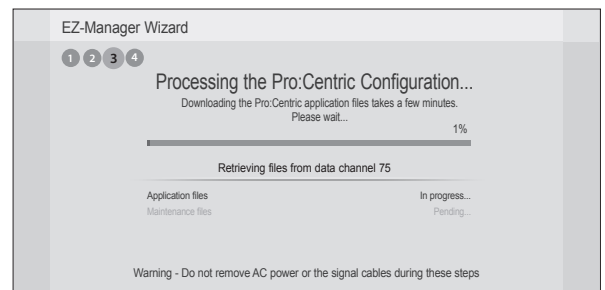 EZ-Manager Wizard
1 2 3 4
Processing the Pro:Centric Configuration...
Downloading the Pro:Centric application files takes a few minutes.
Please wait...
1%
Retrieving files from data channel 75
Application files In progress...
Maintenance files Pending...
Warning - Do not remove AC power or the signal cables during these steps